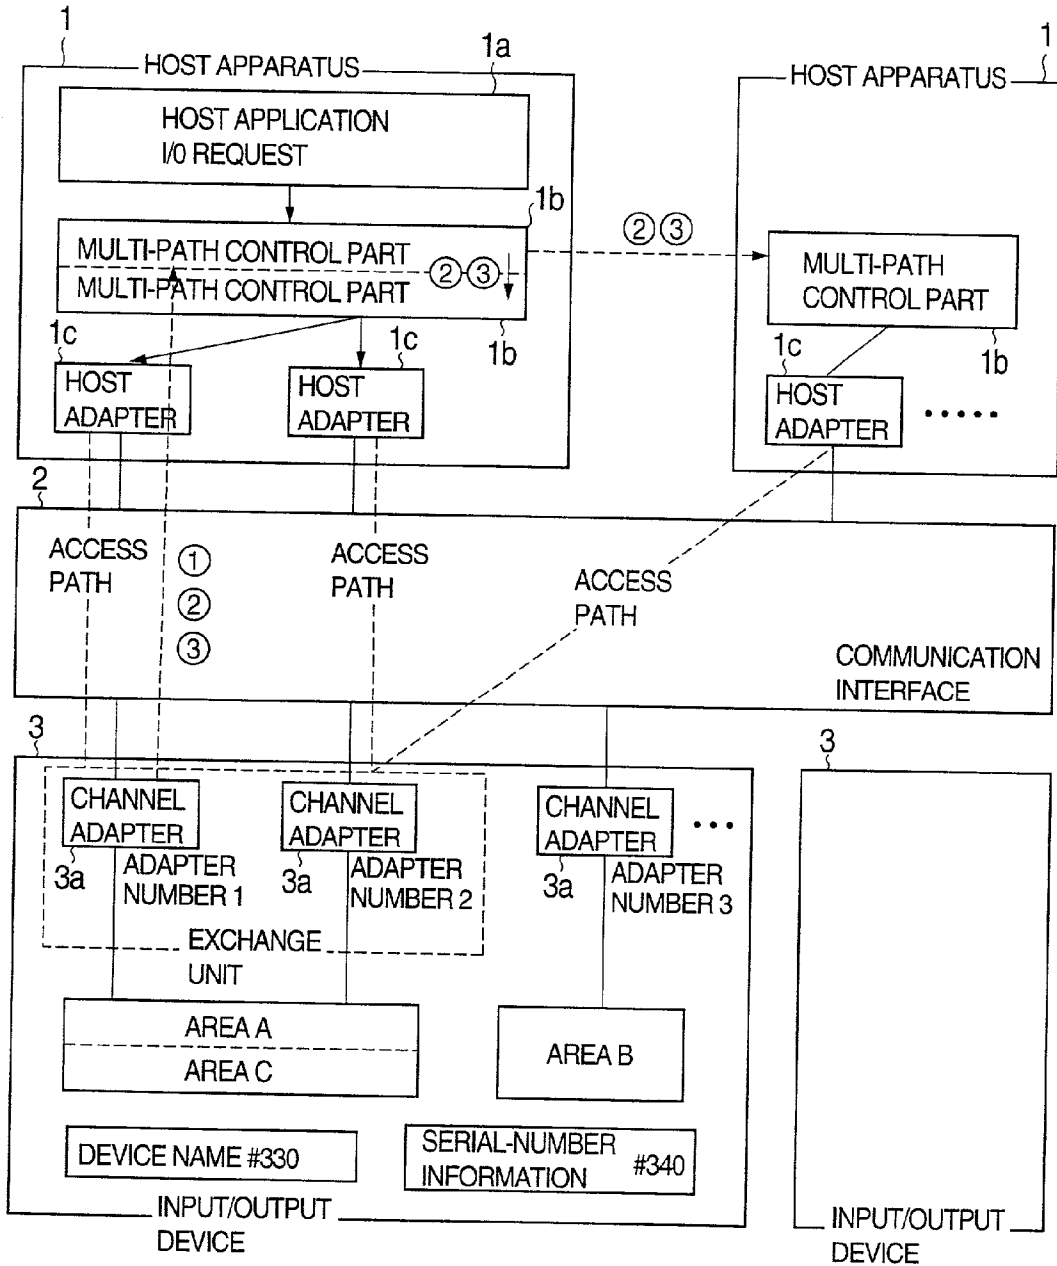 1
HOST APPARATUS
1a
HOST APPLICATION
I/0 REQUEST
1b
MULTI-PATH CONTROL PART
MULTI-PATH CONTROL PART
② ③
1b
1c
HOST
ADAPTER
1c
HOST
ADAPTER
② ③
1
HOST APPARATUS
MULTI-PATH
CONTROL PART
1b
1c
HOST
ADAPTER
•••••
2
ACCESS
PATH
①
②
③
ACCESS
PATH
ACCESS
PATH
COMMUNICATION
INTERFACE
3
CHANNEL
ADAPTER
3a
ADAPTER
NUMBER 1
CHANNEL
ADAPTER
3a
ADAPTER
NUMBER 2
CHANNEL
ADAPTER
3a
ADAPTER
NUMBER 3
•••
EXCHANGE
UNIT
AREA A
AREA C
AREA B
DEVICE NAME #330
SERIAL-NUMBER
INFORMATION
#340
INPUT/OUTPUT
DEVICE
3
INPUT/OUTPUT
DEVICE